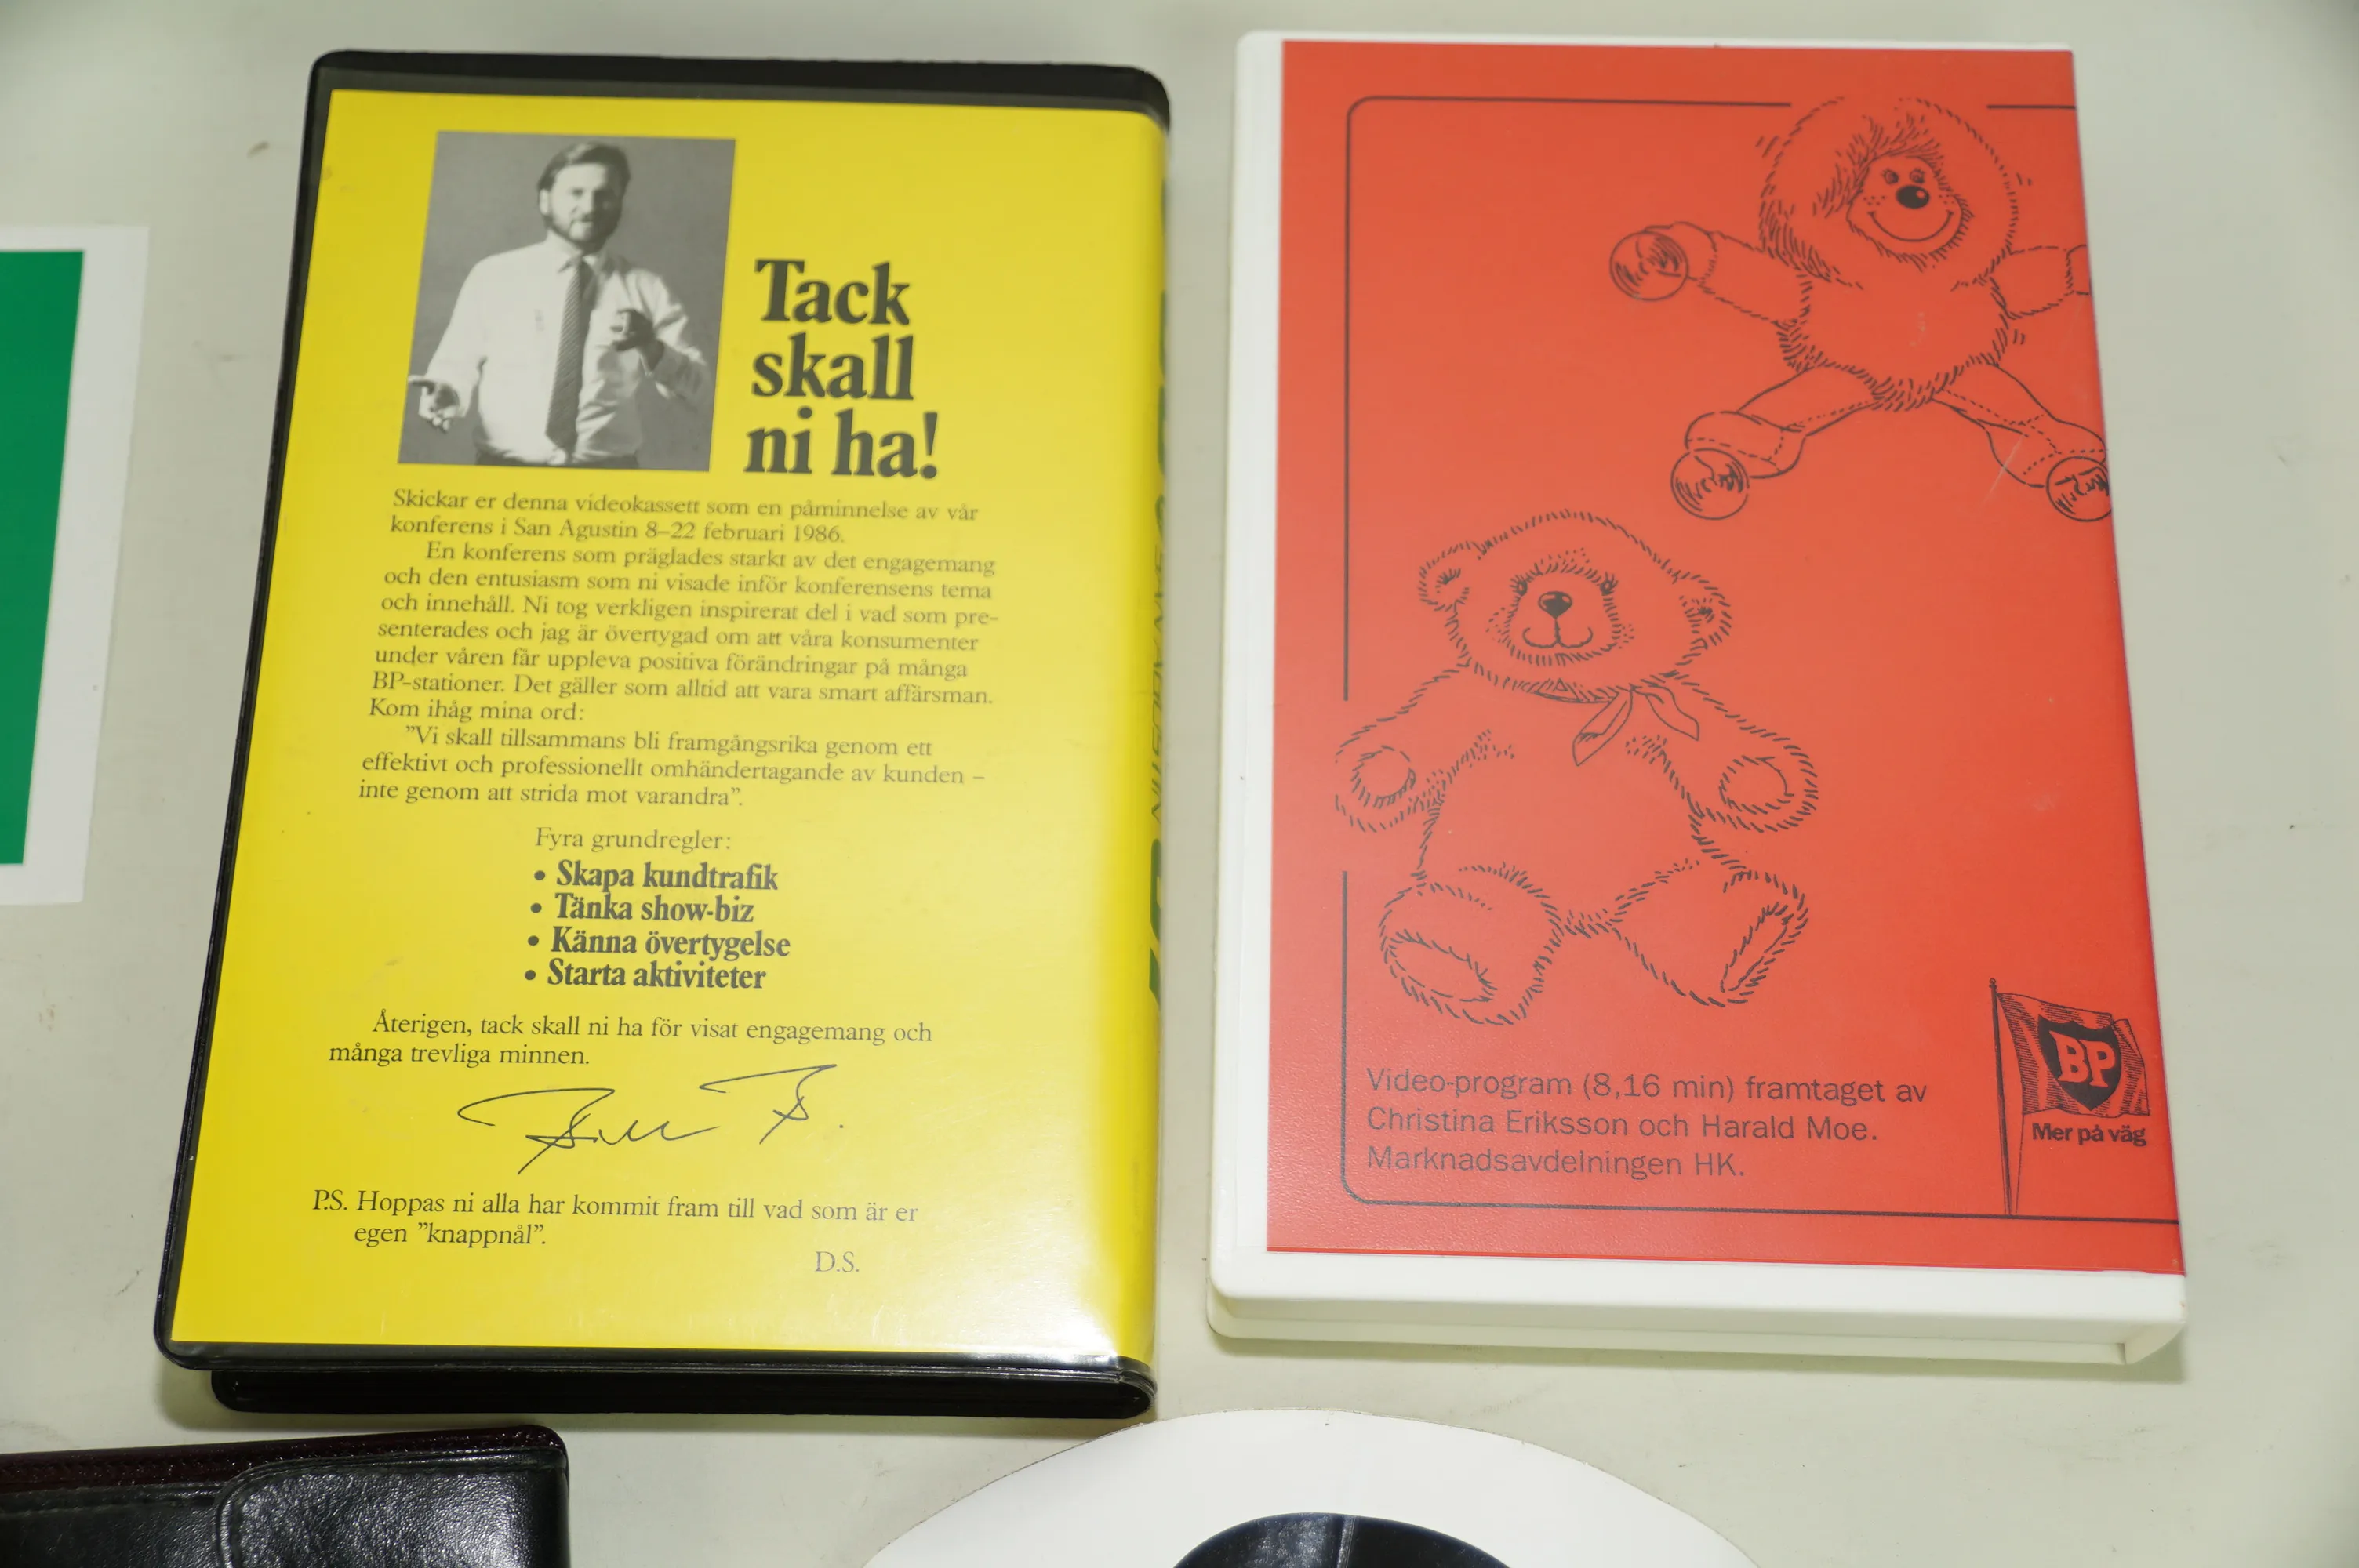 Tack
skall
ni ha!
Skickar er denna videokassett som en påminnelse av vår
konferens i San Agustin 8–22 februari 1986.
En konferens som präglades starkt av det engagemang
och den entusiasm som ni visade inför konferensens tema
och innehåll. Ni tog verkligen inspirerat del i vad som pre-
senterades och jag är övertygad om att våra konsumenter
under våren får uppleva positiva förändringar på många
BP-stationer. Det gäller som alltid att vara smart affärsman.
Kom ihåg mina ord:
”Vi skall tillsammans bli framgångsrika genom ett
effektivt och professionellt omhändertagande av kunden –
inte genom att strida mot varandra”.
Fyra grundregler:
• Skapa kundtrafik
• Tänka show-biz
• Känna övertygelse
• Starta aktiviteter
Återigen, tack skall ni ha för visat engagemang och
många trevliga minnen.
P.S. Hoppas ni alla har kommit fram till vad som är er
egen ”knappnål”.
D.S.
Video-program (8,16 min) framtaget av
Christina Eriksson och Harald Moe.
Marknadsavdelningen HK.
BP
Mer på väg